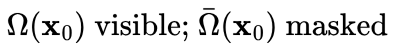 Ω(𝐱₀) visible; Ω̄(𝐱₀) masked